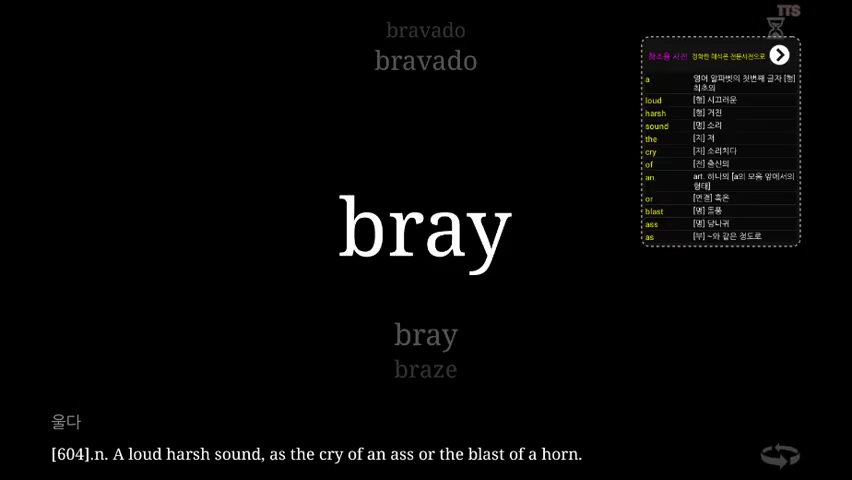 bravado
bravado
TTS
참조용 사전 정확한 해석은 전문사전으로
a 영어 알파벳의 첫번째 글자 [형] 최초의
loud [형] 시끄러운
harsh [형] 거친
sound [명] 소리
the [지] 저
cry [자] 소리치다
of [전] 출신의
an art. 하나의 [a의 모음 앞에서의 형태]
or [연결] 혹은
blast [명] 돌풍
ass [명] 당나귀
as [부] ~와 같은 정도로
bray
bray
braze
울다
[604].n. A loud harsh sound, as the cry of an ass or the blast of a horn.